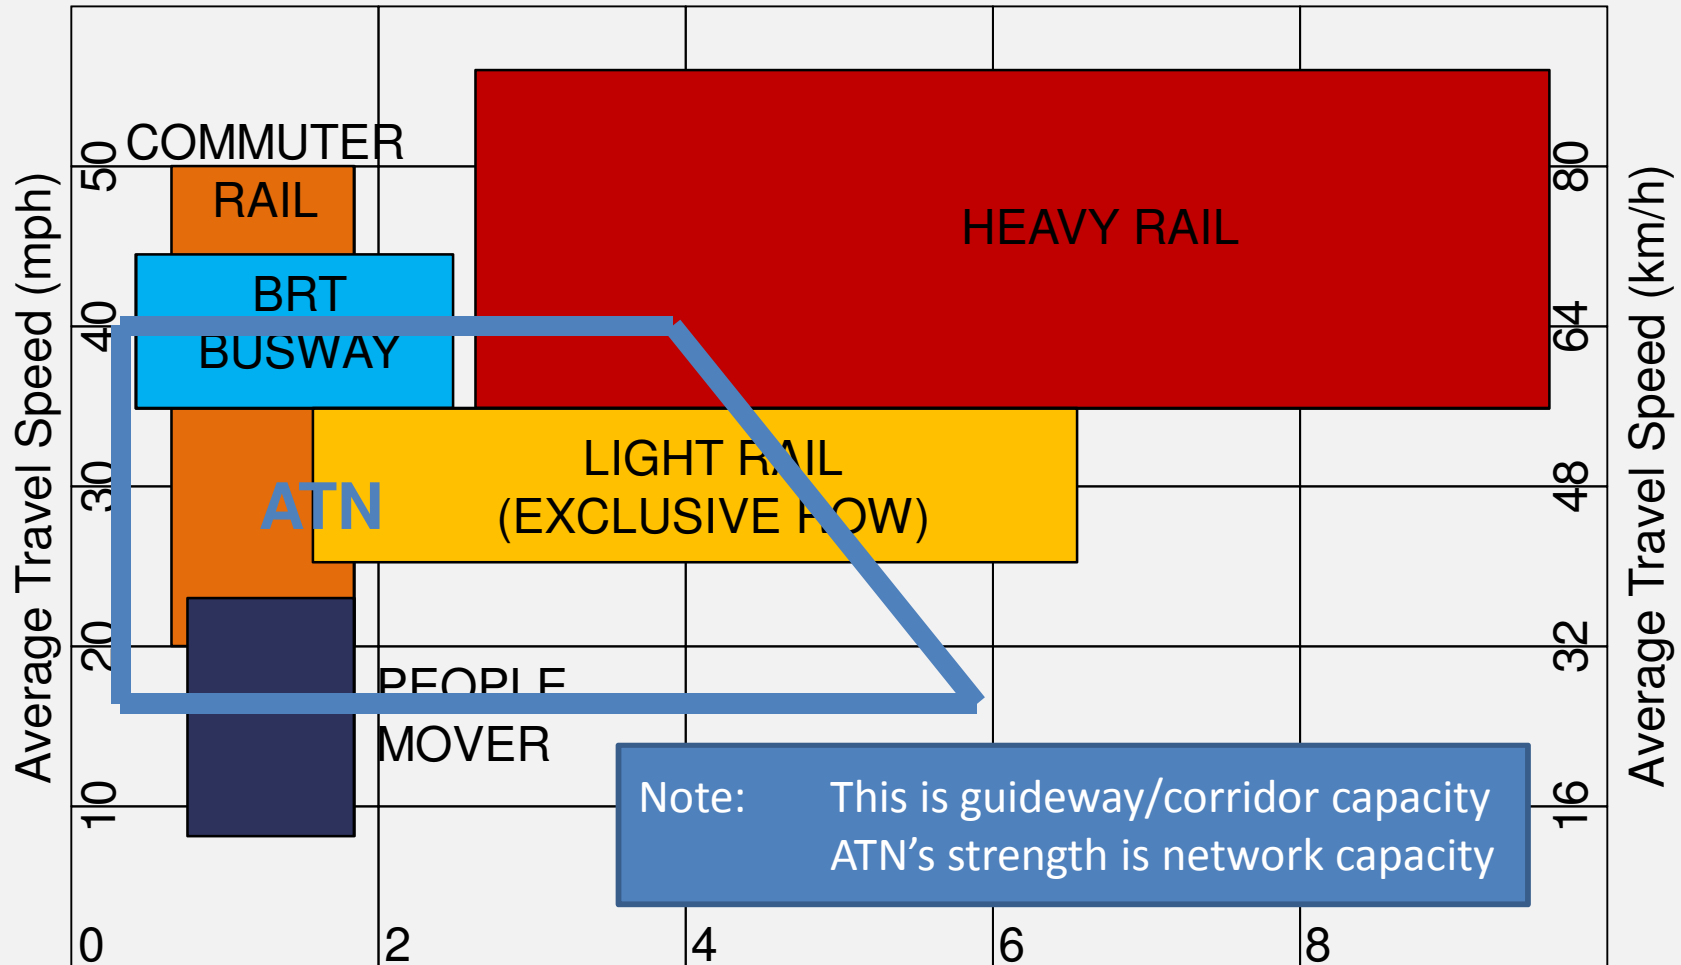 COMMUTER
RAIL
BRT
BUSWAY
HEAVY RAIL
LIGHT RAIL
(EXCLUSIVE ROW)
ATN
PEOPLE
MOVER
Note: This is guideway/corridor capacity
ATN’s strength is network capacity
Average Travel Speed (mph)
50
40
30
20
10
Average Travel Speed (km/h)
80
64
48
32
16
0 2 4 6 8